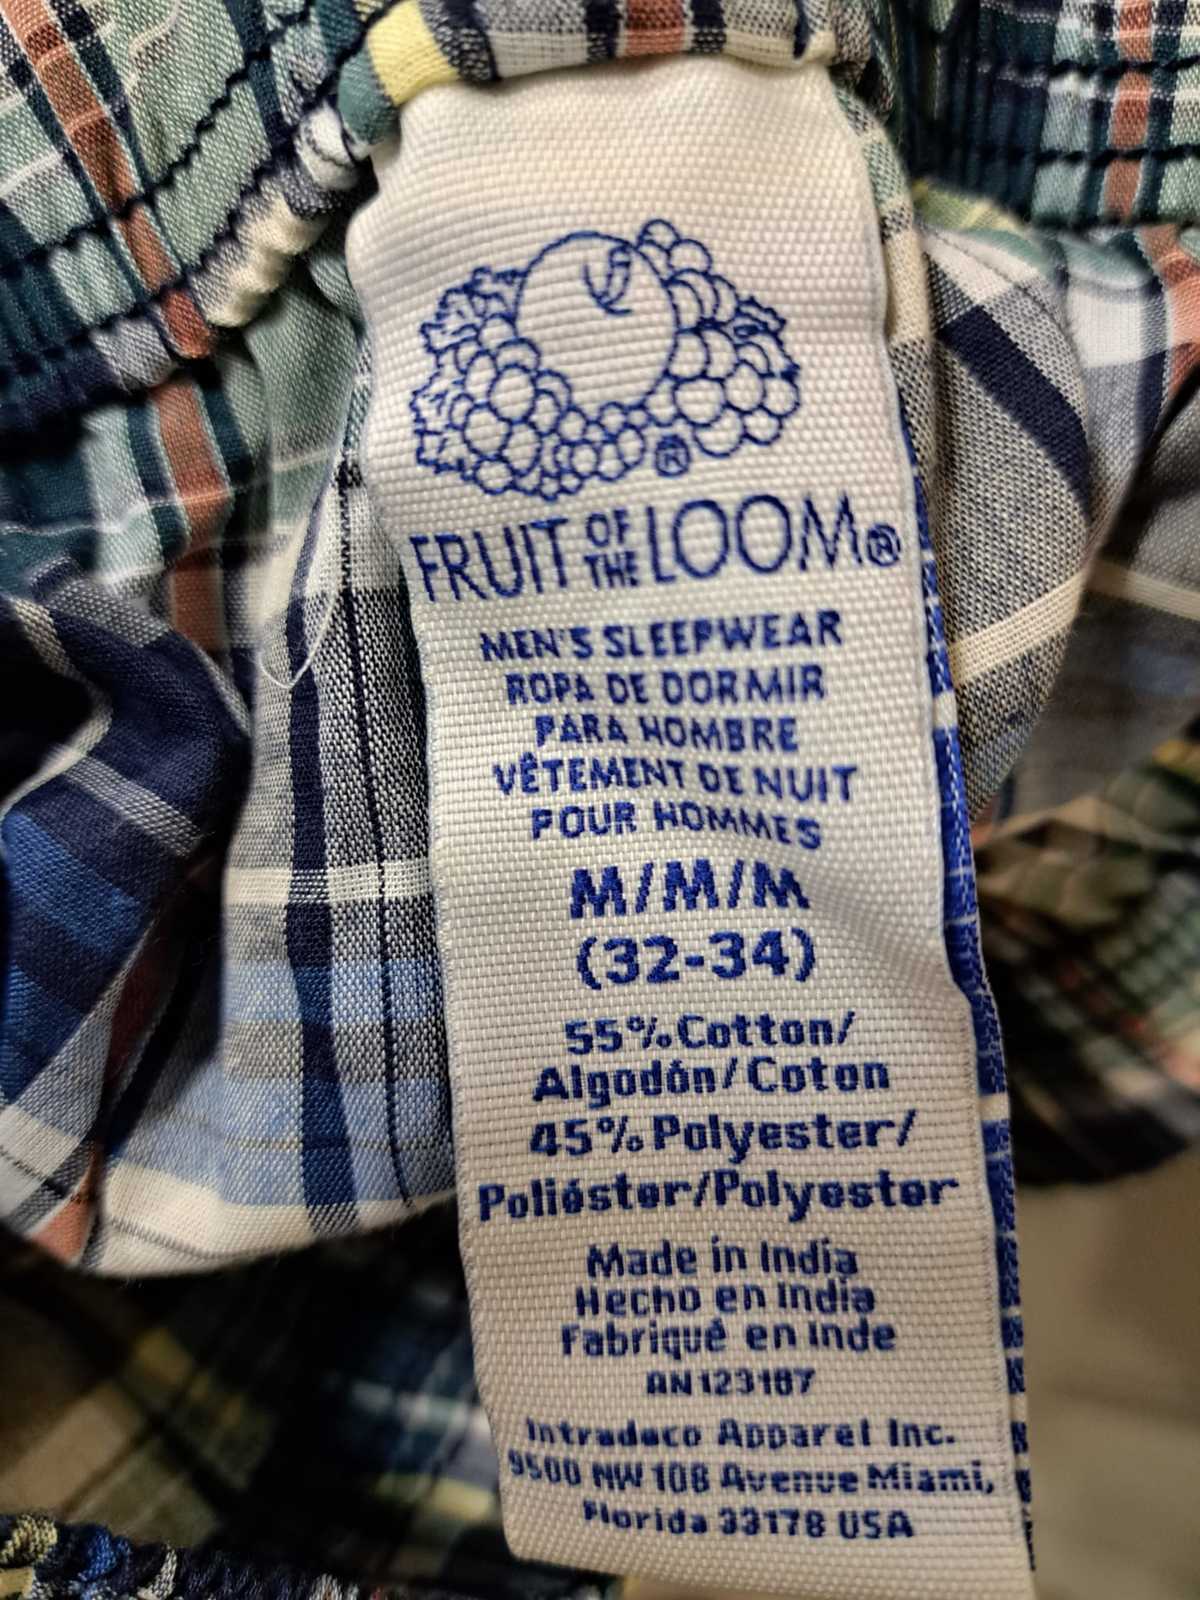 ®
FRUIT OF THE LOOM®
MEN'S SLEEPWEAR
ROPA DE DORMIR
PARA HOMBRE
VÊTEMENT DE NUIT
POUR HOMMES
M/M/M
(32-34)
55% Cotton/
Algodón/Coton
45% Polyester/
Poliéster/Polyester
Made in India
Hecho en India
Fabriqué en Inde
AN123187
Intradeco Apparel Inc.
9500 NW 108 Avenue Miami,
Florida 33178 USA